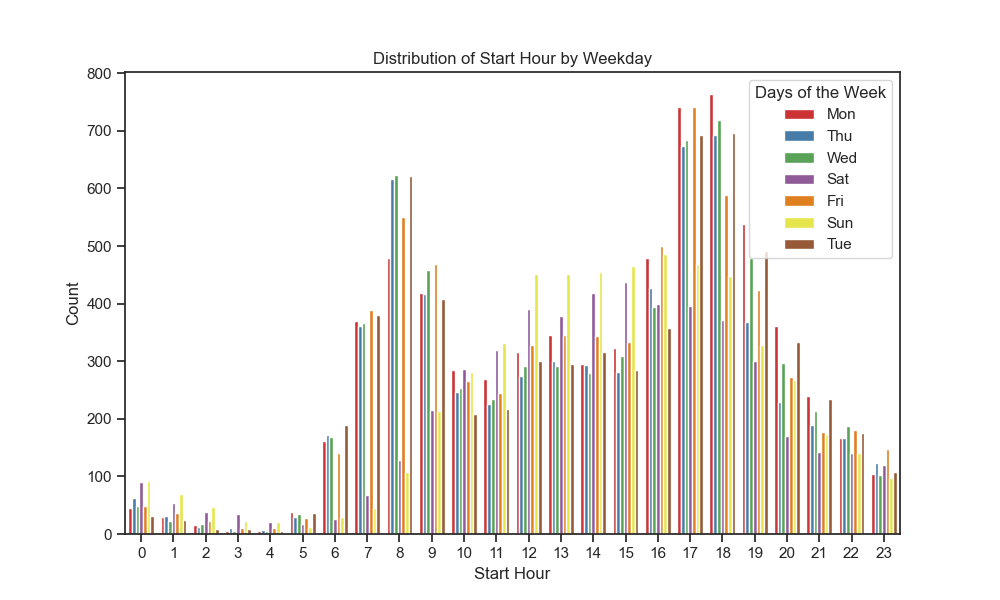 Distribution of Start Hour by Weekday
800
700
600
500
400
300
200
100
0
Count
Days of the Week
Mon
Thu
Wed
Sat
Fri
Sun
Tue
0 1 2 3 4 5 6 7 8 9 10 11 12 13 14 15 16 17 18 19 20 21 22 23
Start Hour